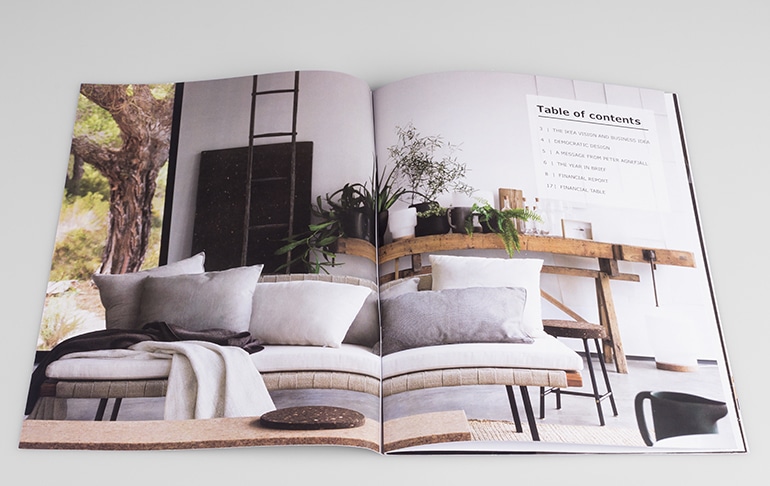 Table of contents
3 | THE IKEA VISION AND BUSINESS IDEA
4 | DEMOCRATIC DESIGN
5 | A MESSAGE FROM PETER AGNEFJÄLL
6 | THE YEAR IN BRIEF
8 | FINANCIAL REPORT
17 | FINANCIAL TABLE